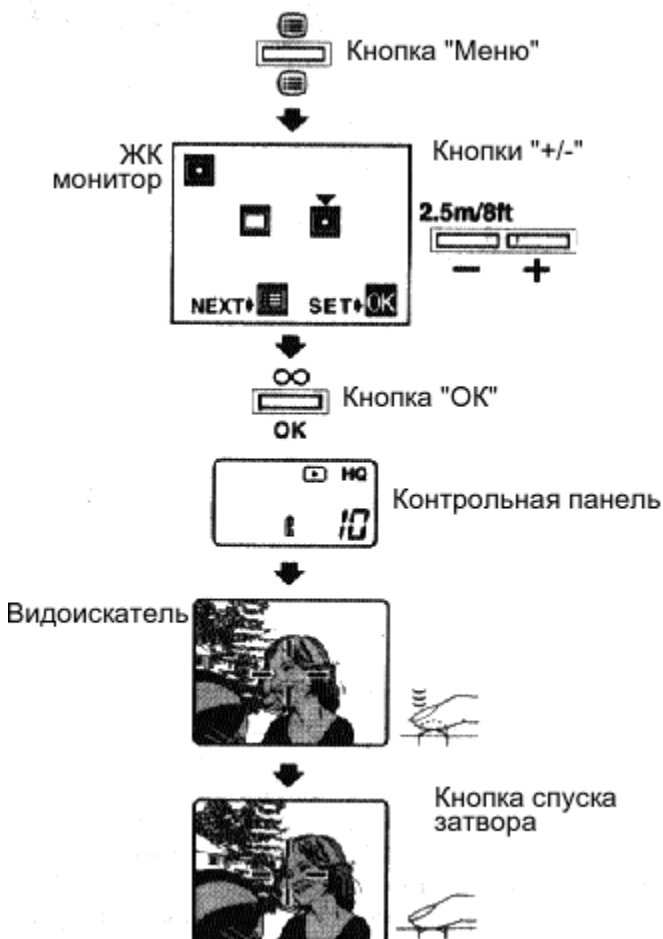 Кнопка "Меню"
ЖК
монитор
Кнопки "+/-"
2.5m/8ft
− +
NEXT SET OK
∞
Кнопка "ОК"
OK
HQ
10
Контрольная панель
Видоискатель
Кнопка спуска
затвора